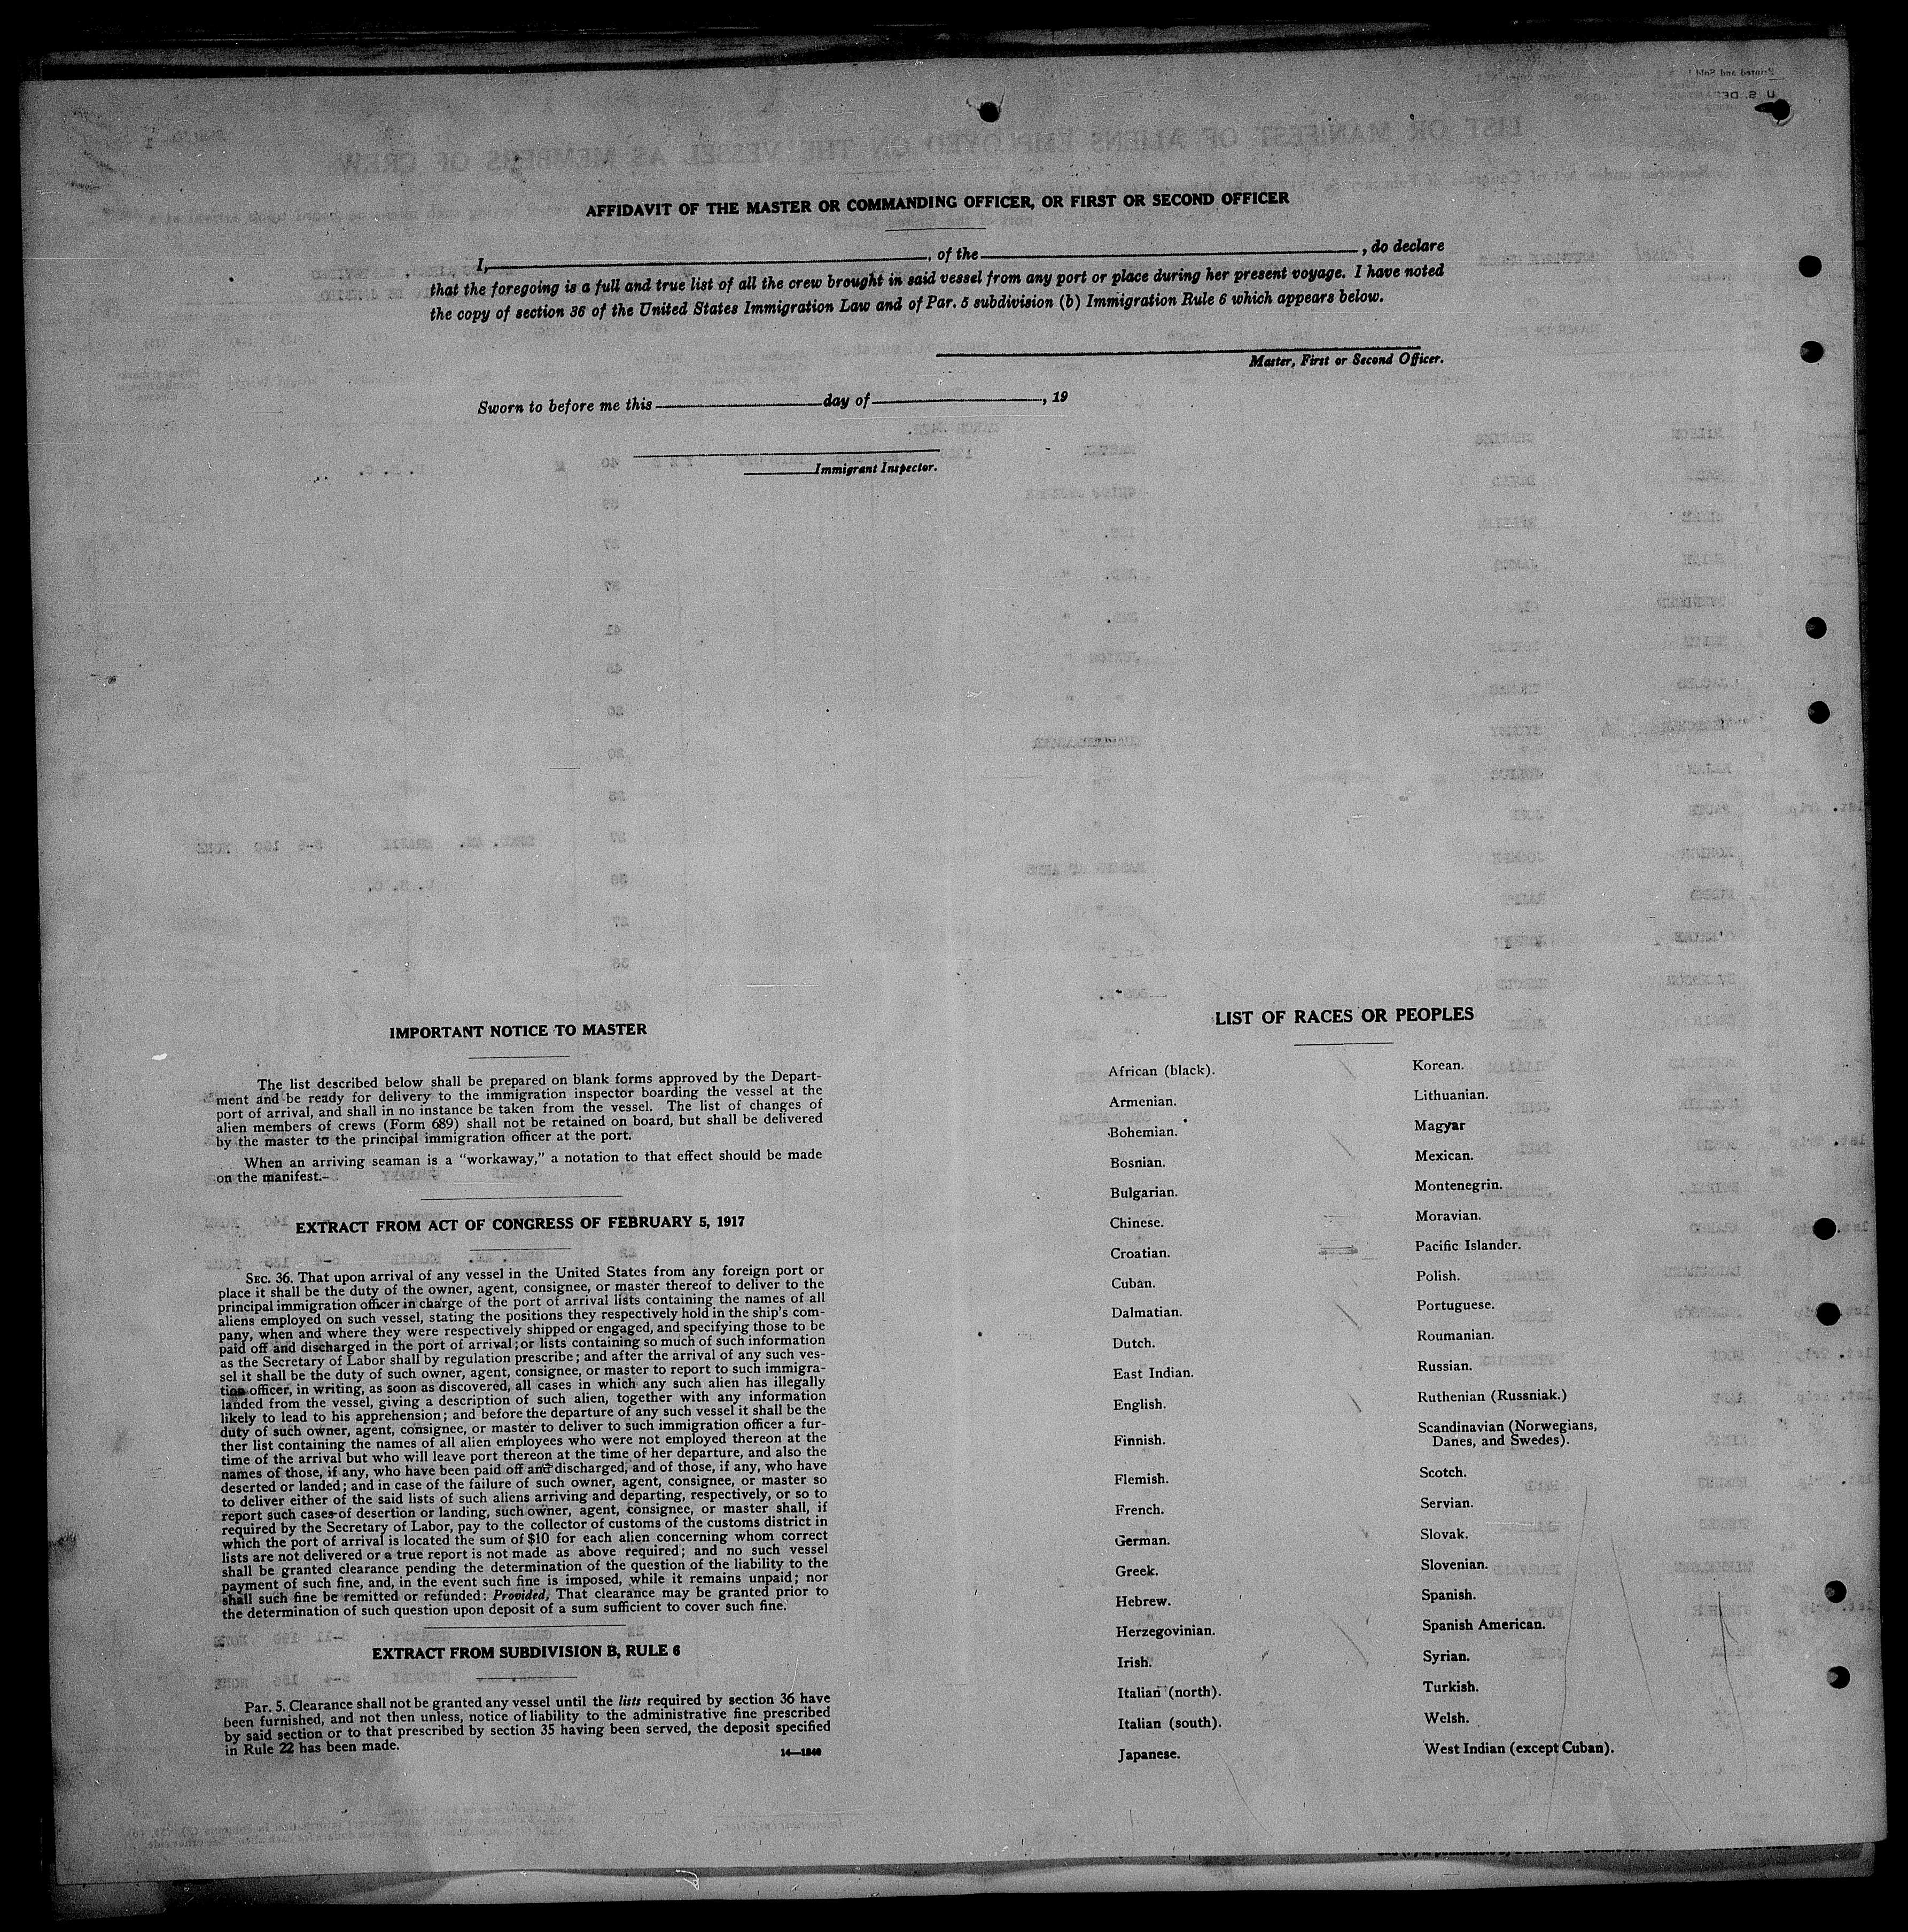 AFFIDAVIT OF THE MASTER OR COMMANDING OFFICER, OR FIRST OR SECOND OFFICER
I, , of the , do declare
that the foregoing is a full and true list of all the crew brought in said vessel from any port or place during her present voyage. I have noted
the copy of section 36 of the United States Immigration Law and of Par. 5 subdivision (b) Immigration Rule 6 which appears below.
Master, First or Second Officer.
Sworn to before me this day of , 19
Immigrant Inspector.
IMPORTANT NOTICE TO MASTER
The list described below shall be prepared on blank forms approved by the Depart-
ment and be ready for delivery to the immigration inspector boarding the vessel at the
port of arrival, and shall in no instance be taken from the vessel. The list of changes of
alien members of crews (Form 689) shall not be retained on board, but shall be delivered
by the master to the principal immigration officer at the port.
When an arriving seaman is a "workaway," a notation to that effect should be made
on the manifest.
EXTRACT FROM ACT OF CONGRESS OF FEBRUARY 5, 1917
SEC. 36. That upon arrival of any vessel in the United States from any foreign port or
place it shall be the duty of the owner, agent, consignee, or master thereof to deliver to the
principal immigration officer in charge of the port of arrival lists containing the names of all
aliens employed on such vessel, stating the positions they respectively hold in the ship's com-
pany, when and where they were respectively shipped or engaged, and specifying those to be
paid off and discharged in the port of arrival; or lists containing so much of such information
as the Secretary of Labor shall by regulation prescribe; and after the arrival of any such ves-
sel it shall be the duty of such owner, agent, consignee, or master to report to such immigra-
tion officer, in writing, as soon as discovered, all cases in which any such alien has illegally
landed from the vessel, giving a description of such alien, together with any information
likely to lead to his apprehension; and before the departure of any such vessel it shall be the
duty of such owner, agent, consignee, or master to deliver to such immigration officer a fur-
ther list containing the names of all alien employees who were not employed thereon at the
time of the arrival but who will leave port thereon at the time of her departure, and also the
names of those, if any, who have been paid off and discharged, and of those, if any, who have
deserted or landed; and in case of the failure of such owner, agent, consignee, or master so
to deliver either of the said lists of such aliens arriving and departing, respectively, or so to
report such cases of desertion or landing, such owner, agent, consignee, or master shall, if
required by the Secretary of Labor, pay to the collector of customs of the customs district in
which the port of arrival is located the sum of $10 for each alien concerning whom correct
lists are not delivered or a true report is not made as above required; and no such vessel
shall be granted clearance pending the determination of the question of the liability to the
payment of such fine, and, in the event such fine is imposed, while it remains unpaid; nor
shall such fine be remitted or refunded: Provided, That clearance may be granted prior to
the determination of such question upon deposit of a sum sufficient to cover such fine.
EXTRACT FROM SUBDIVISION B, RULE 6
Par. 5. Clearance shall not be granted any vessel until the lists required by section 36 have
been furnished, and not then unless, notice of liability to the administrative fine prescribed
by said section or to that prescribed by section 35 having been served, the deposit specified
in Rule 22 has been made.
14—1240
LIST OF RACES OR PEOPLES
African (black).
Armenian.
Bohemian.
Bosnian.
Bulgarian.
Chinese.
Croatian.
Cuban.
Dalmatian.
Dutch.
East Indian.
English.
Finnish.
Flemish.
French.
German.
Greek.
Hebrew.
Herzegovinian.
Irish.
Italian (north).
Italian (south).
Japanese.
Korean.
Lithuanian.
Magyar
Mexican.
Montenegrin.
Moravian.
Pacific Islander.
Polish.
Portuguese.
Roumanian.
Russian.
Ruthenian (Russniak.)
Scandinavian (Norwegians,
Danes, and Swedes).
Scotch.
Servian.
Slovak.
Slovenian.
Spanish.
Spanish American.
Syrian.
Turkish.
Welsh.
West Indian (except Cuban).